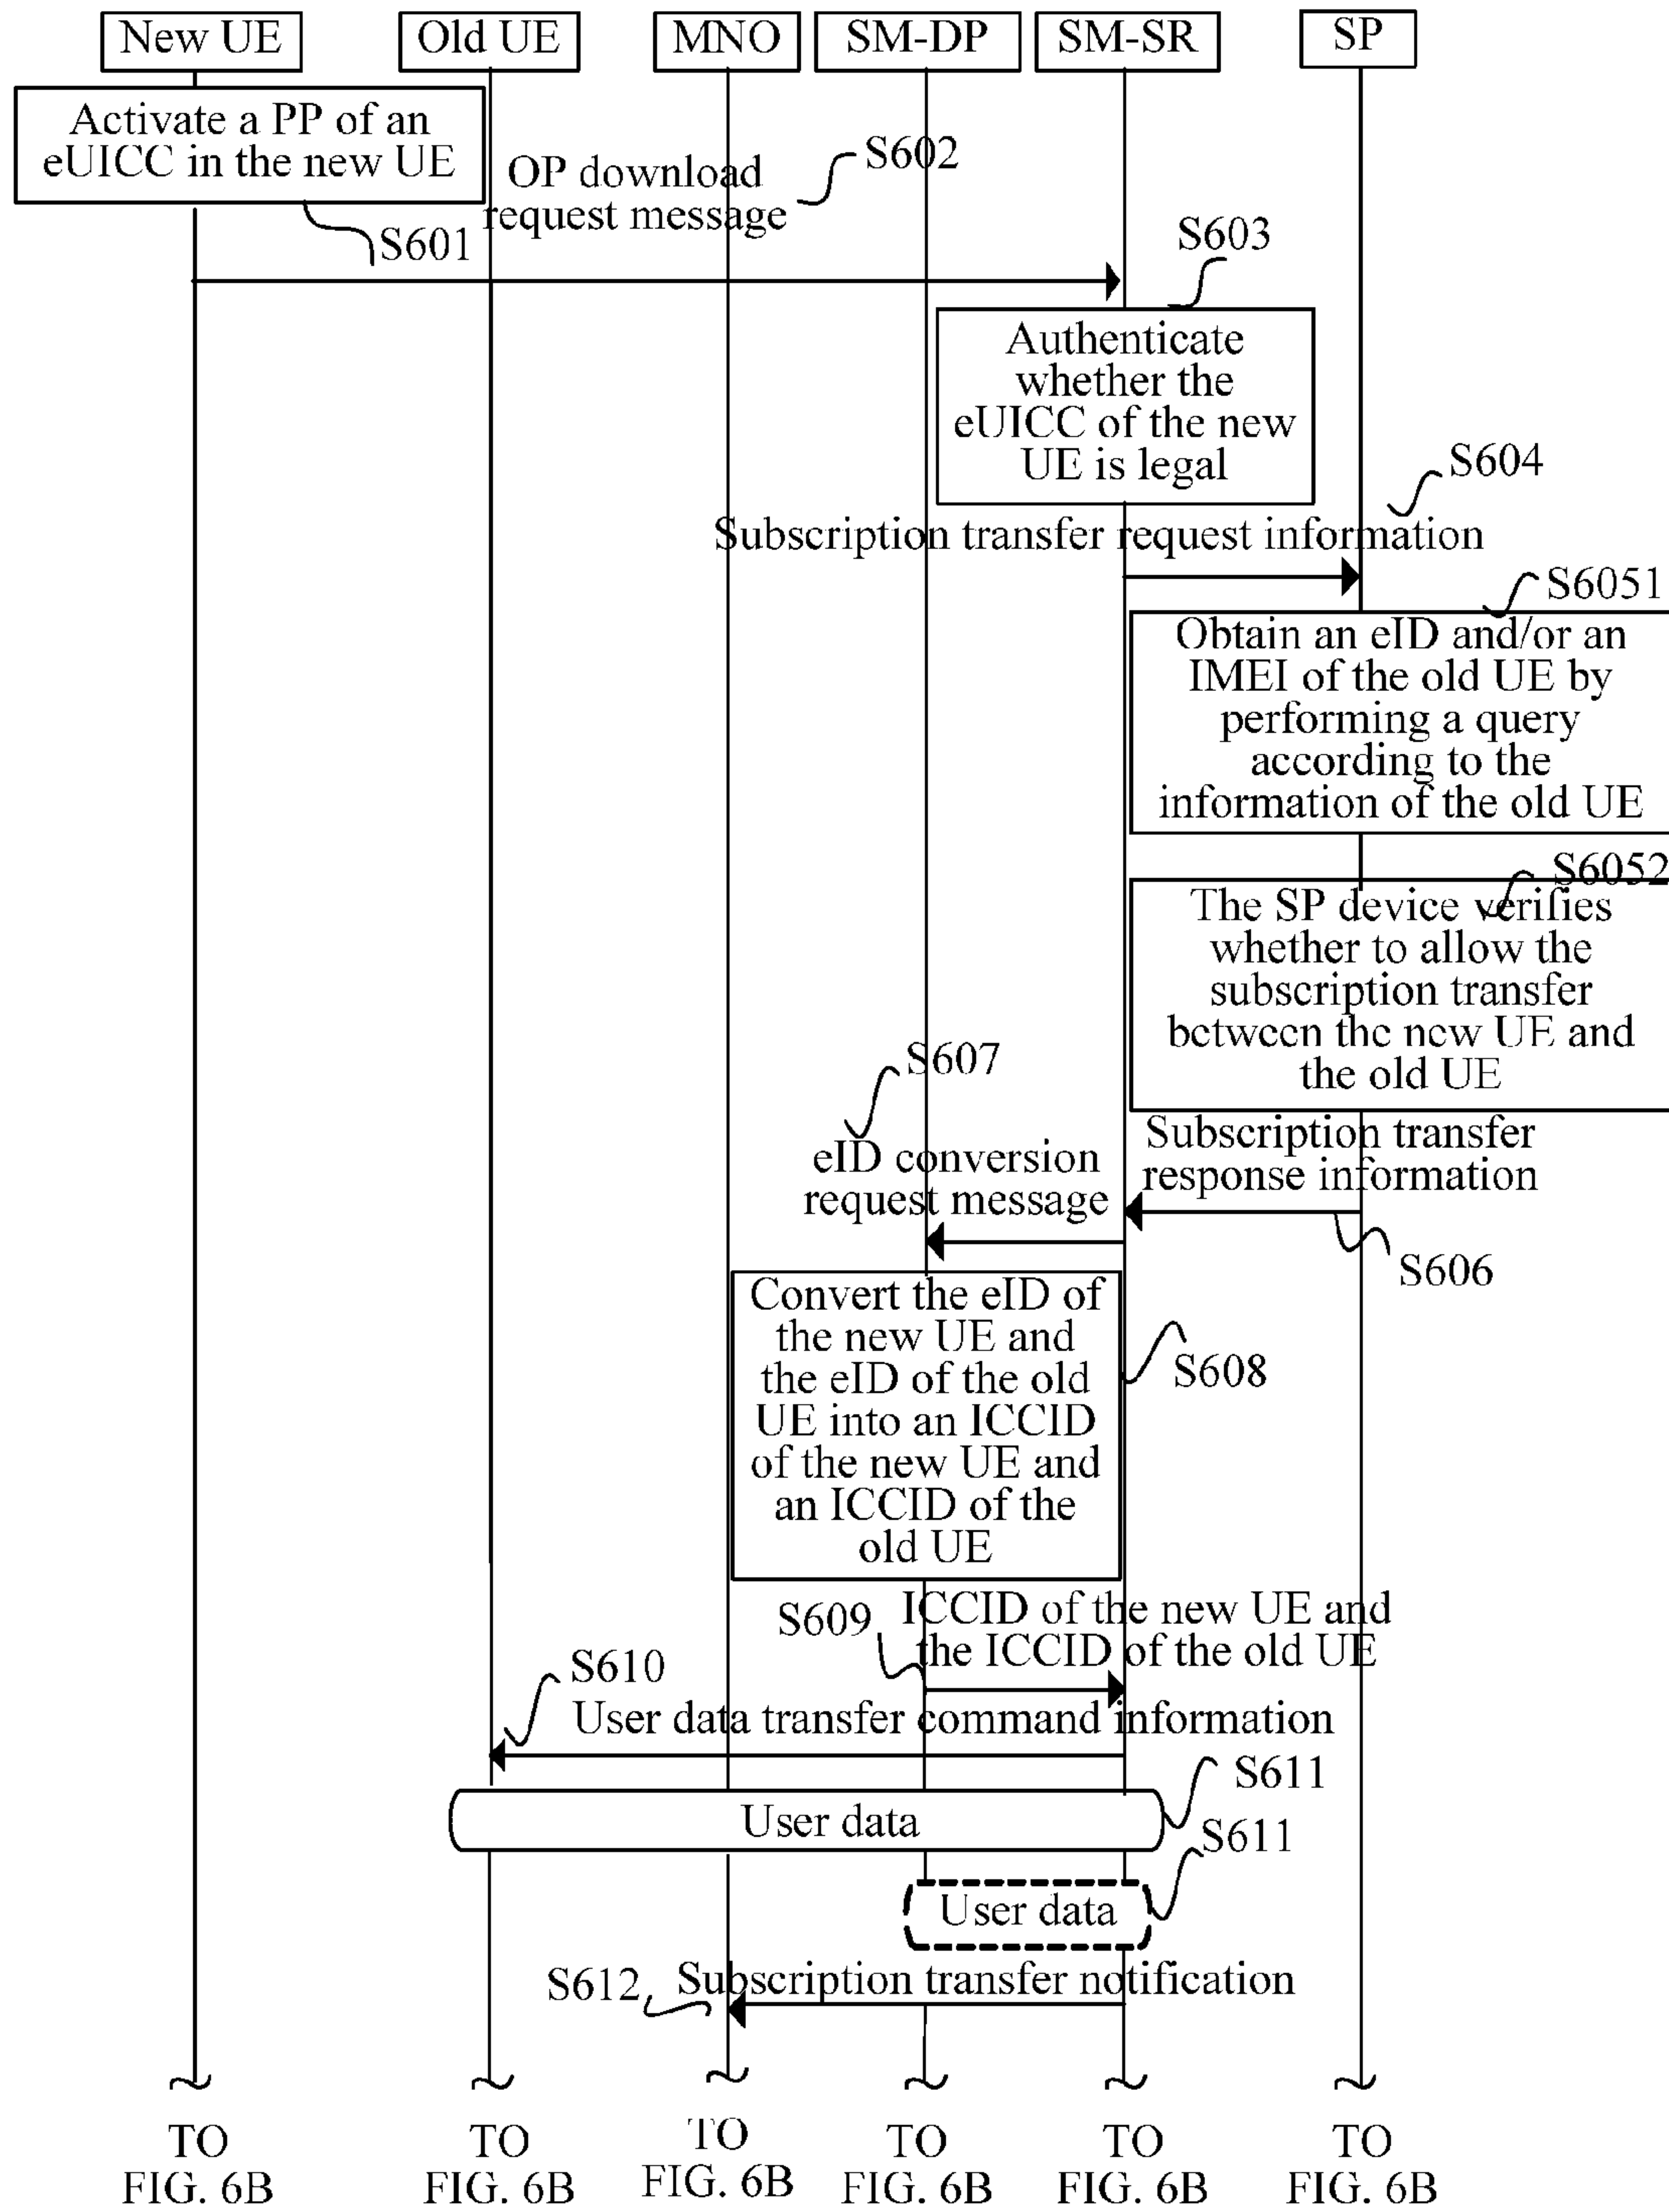 New UE
Old UE
MNO
SM-DP
SM-SR
SP
Activate a PP of an
eUICC in the new UE
S601
OP download
request message
S602
S603
Authenticate
whether the
eUICC of the new
UE is legal
S604
Subscription transfer request information
S6051
Obtain an eID and/or an
IMEI of the old UE by
performing a query
according to the
information of the old UE
S6052
The SP device verifies
whether to allow the
subscription transfer
between the new UE and
the old UE
Subscription transfer
response information
S606
S607
eID conversion
request message
Convert the eID of
the new UE and
the eID of the old
UE into an ICCID
of the new UE and
an ICCID of the
old UE
S608
S609
ICCID of the new UE and
the ICCID of the old UE
S610
User data transfer command information
User data
S611
User data
S611
S612
Subscription transfer notification
TO
FIG. 6B
TO
FIG. 6B
TO
FIG. 6B
TO
FIG. 6B
TO
FIG. 6B
TO
FIG. 6B